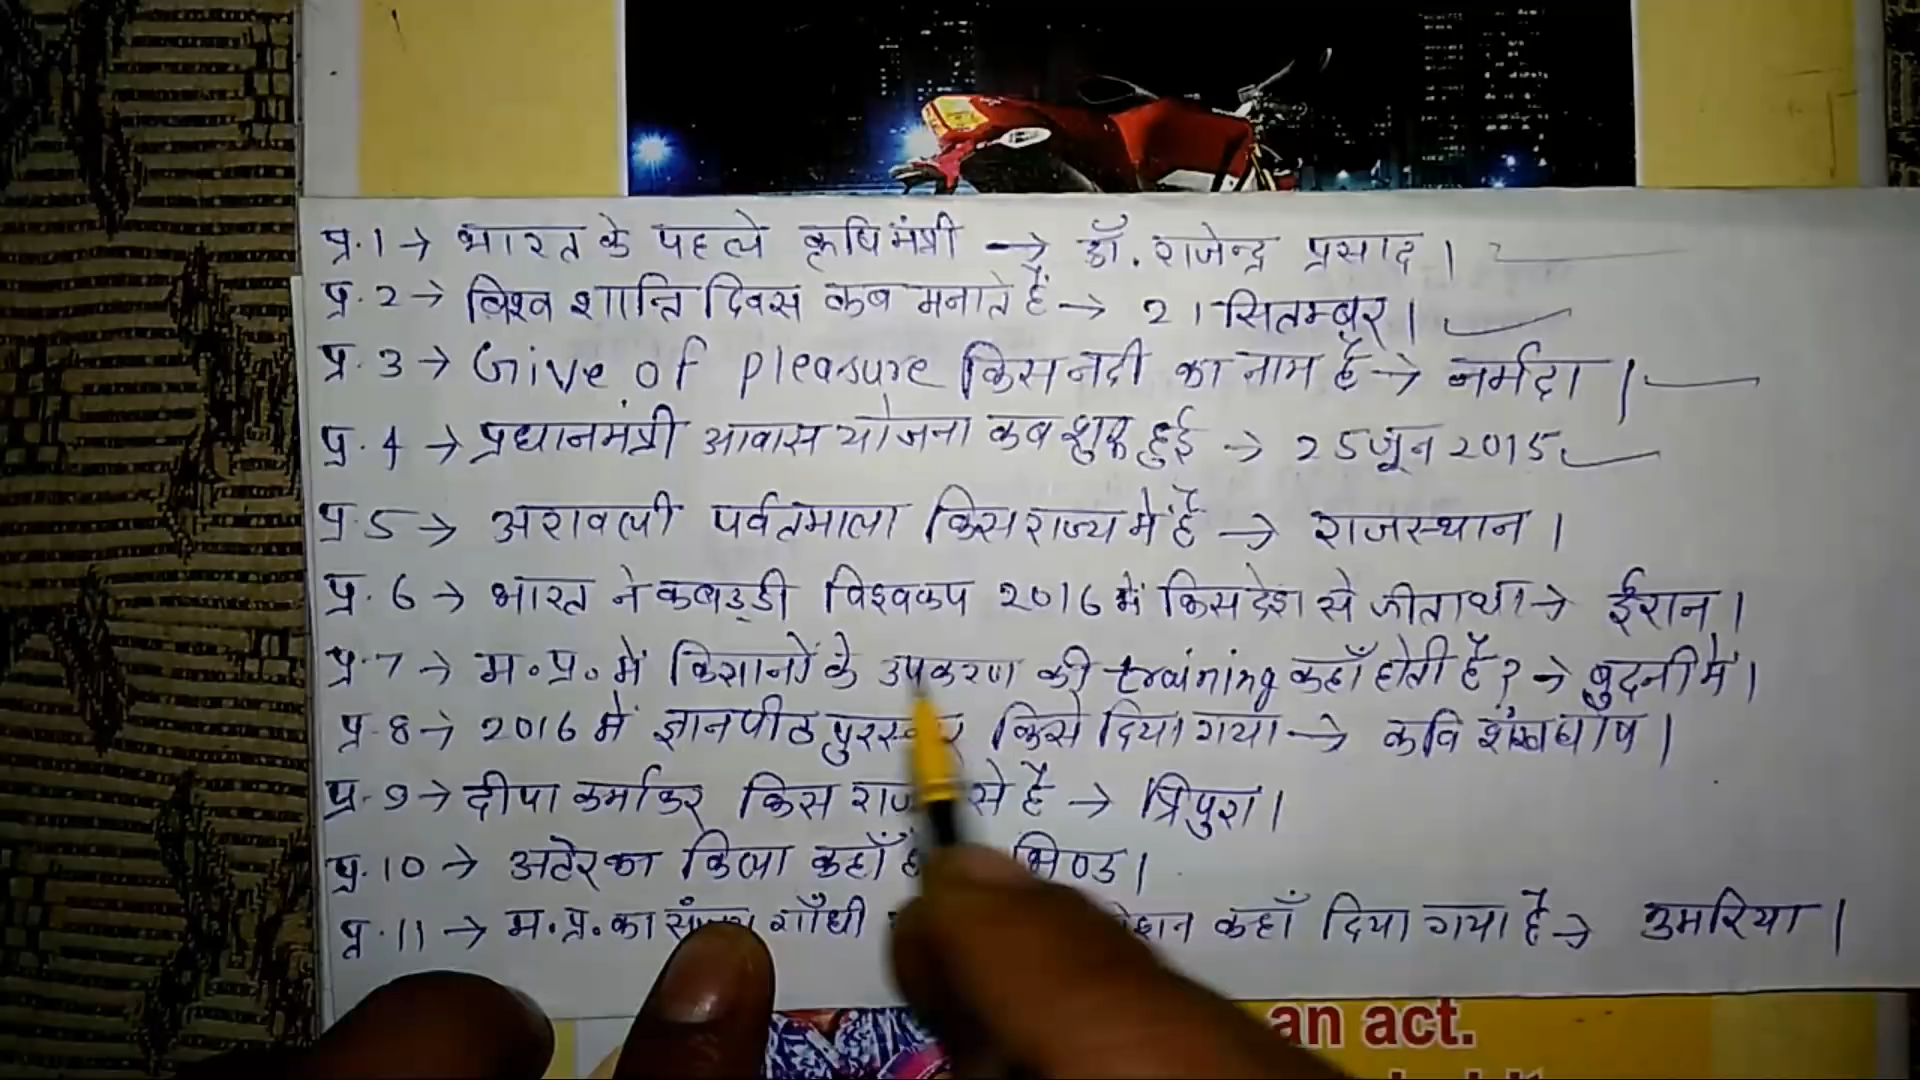 प्र.1 → भारत के पहले कृषिमंत्री → डॉ. राजेन्द्र प्रसाद।
प्र.2 → विश्व शान्ति दिवस कब मनाते हैं → 21 सितम्बर।
प्र.3 → Give of pleasure किस नदी का नाम है → नर्मदा।
प्र.4 → प्रधानमंत्री आवास योजना कब शुरू हुई → 25 जून 2015
प्र.5 → अरावली पर्वतमाला किस राज्य में है → राजस्थान।
प्र.6 → भारत ने कबड्डी विश्वकप 2016 में किस देश से जीता था → ईरान।
प्र.7 → म.प्र. में किसानों के उपकरण की training कहाँ होती है? → बुदनी में।
प्र.8 → 2016 में ज्ञानपीठ पुरस्कार किसे दिया गया → कवि शंख घोष।
प्र.9 → दीपा कर्माकर किस से है → त्रिपुरा।
प्र.10 → अटेर का किला कहाँ भिण्ड।
प्र.11 → म.प्र. का गाँधी कहाँ दिया गया है → उमरिया।
an act.